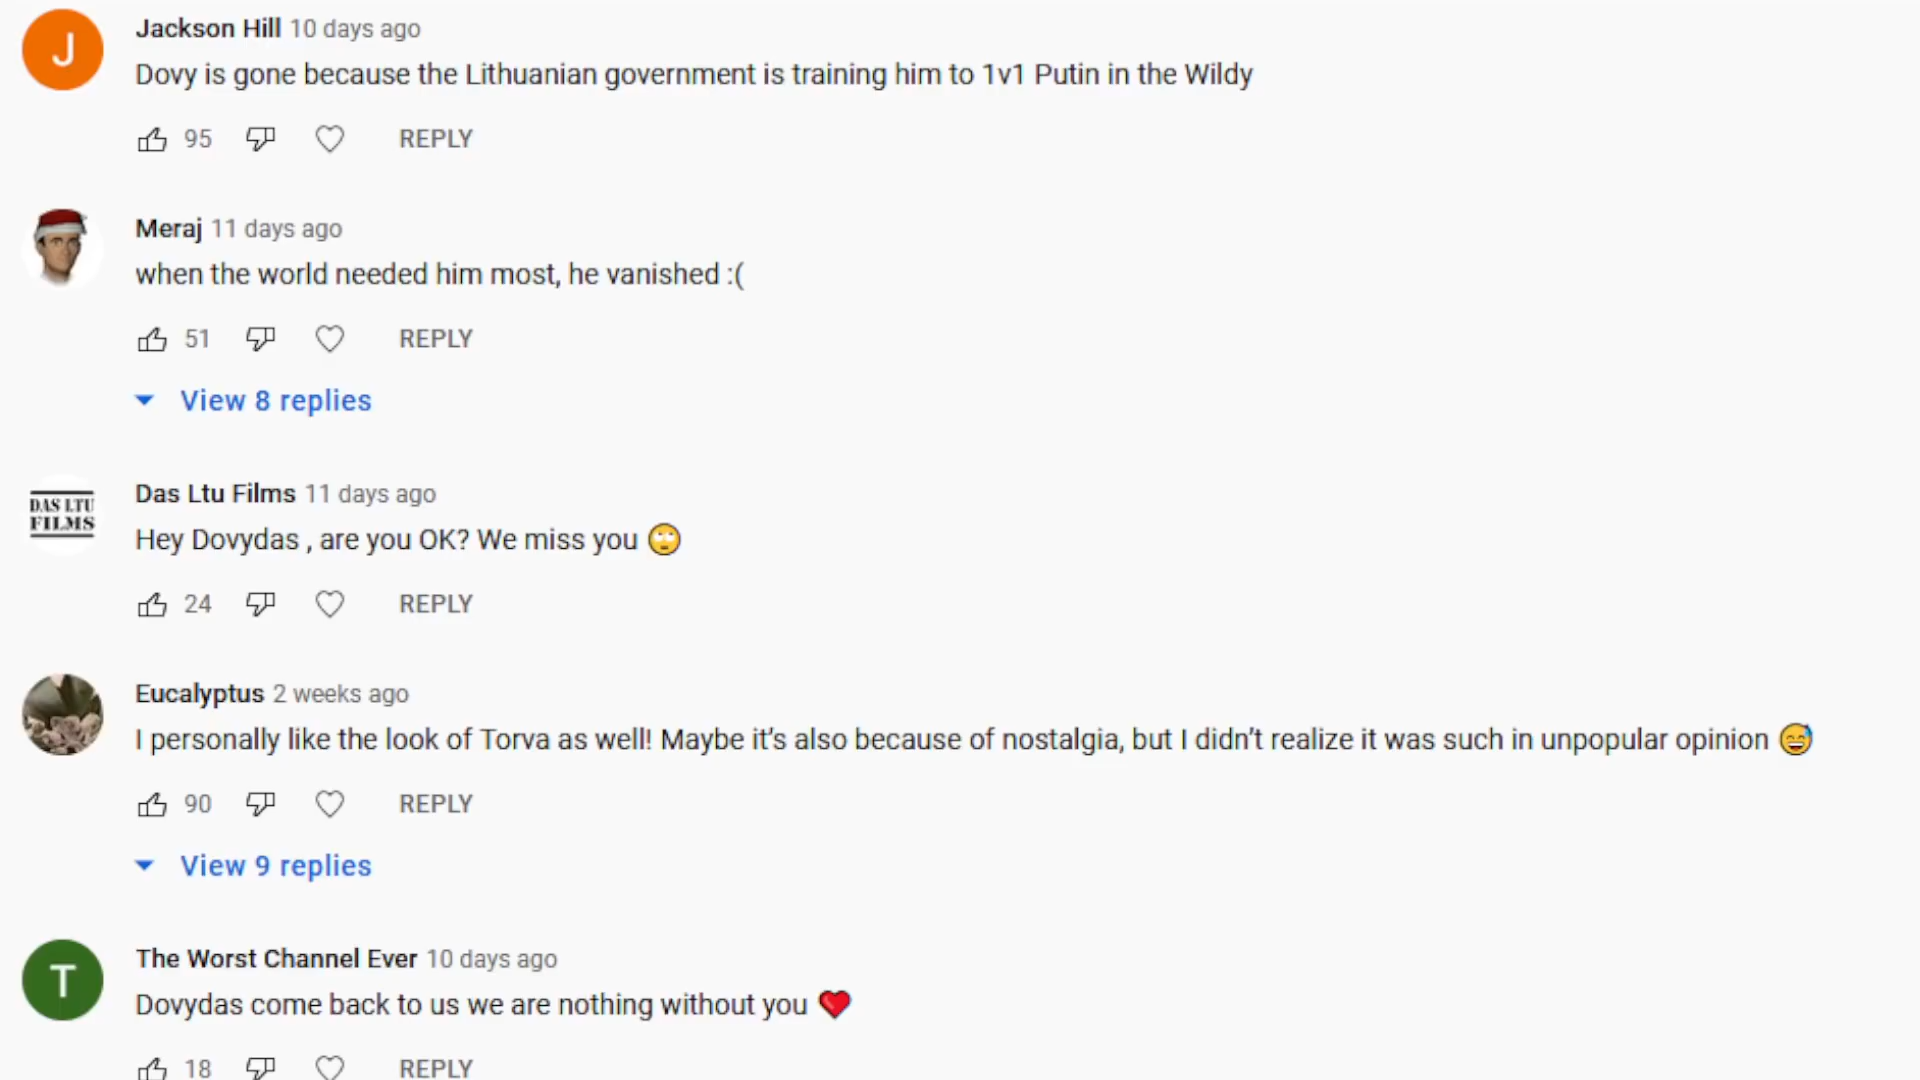 J
Jackson Hill 10 days ago
Dovy is gone because the Lithuanian government is training him to 1v1 Putin in the Wildy
95 REPLY
Meraj 11 days ago
when the world needed him most, he vanished :(
51 REPLY
View 8 replies
DAS LTU
FILMS
Das Ltu Films 11 days ago
Hey Dovydas , are you OK? We miss you 🙄
24 REPLY
Eucalyptus 2 weeks ago
I personally like the look of Torva as well! Maybe it’s also because of nostalgia, but I didn’t realize it was such in unpopular opinion 😅
90 REPLY
View 9 replies
T
The Worst Channel Ever 10 days ago
Dovydas come back to us we are nothing without you ❤️
18 REPLY